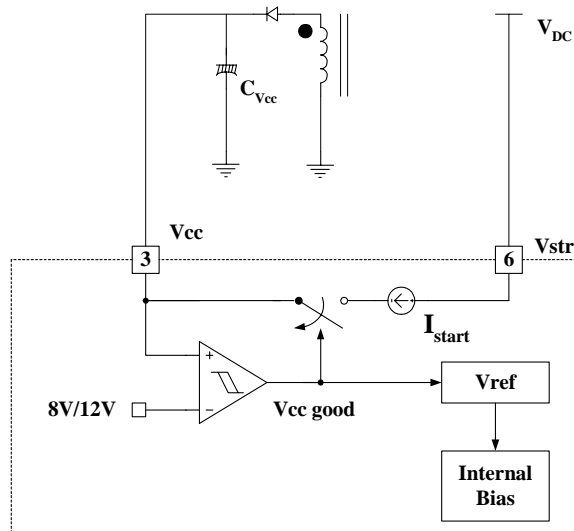 V_DC
C_Vcc
Vcc
Vstr
3
6
I_start
+
−
8V/12V
Vcc good
Vref
Internal
Bias